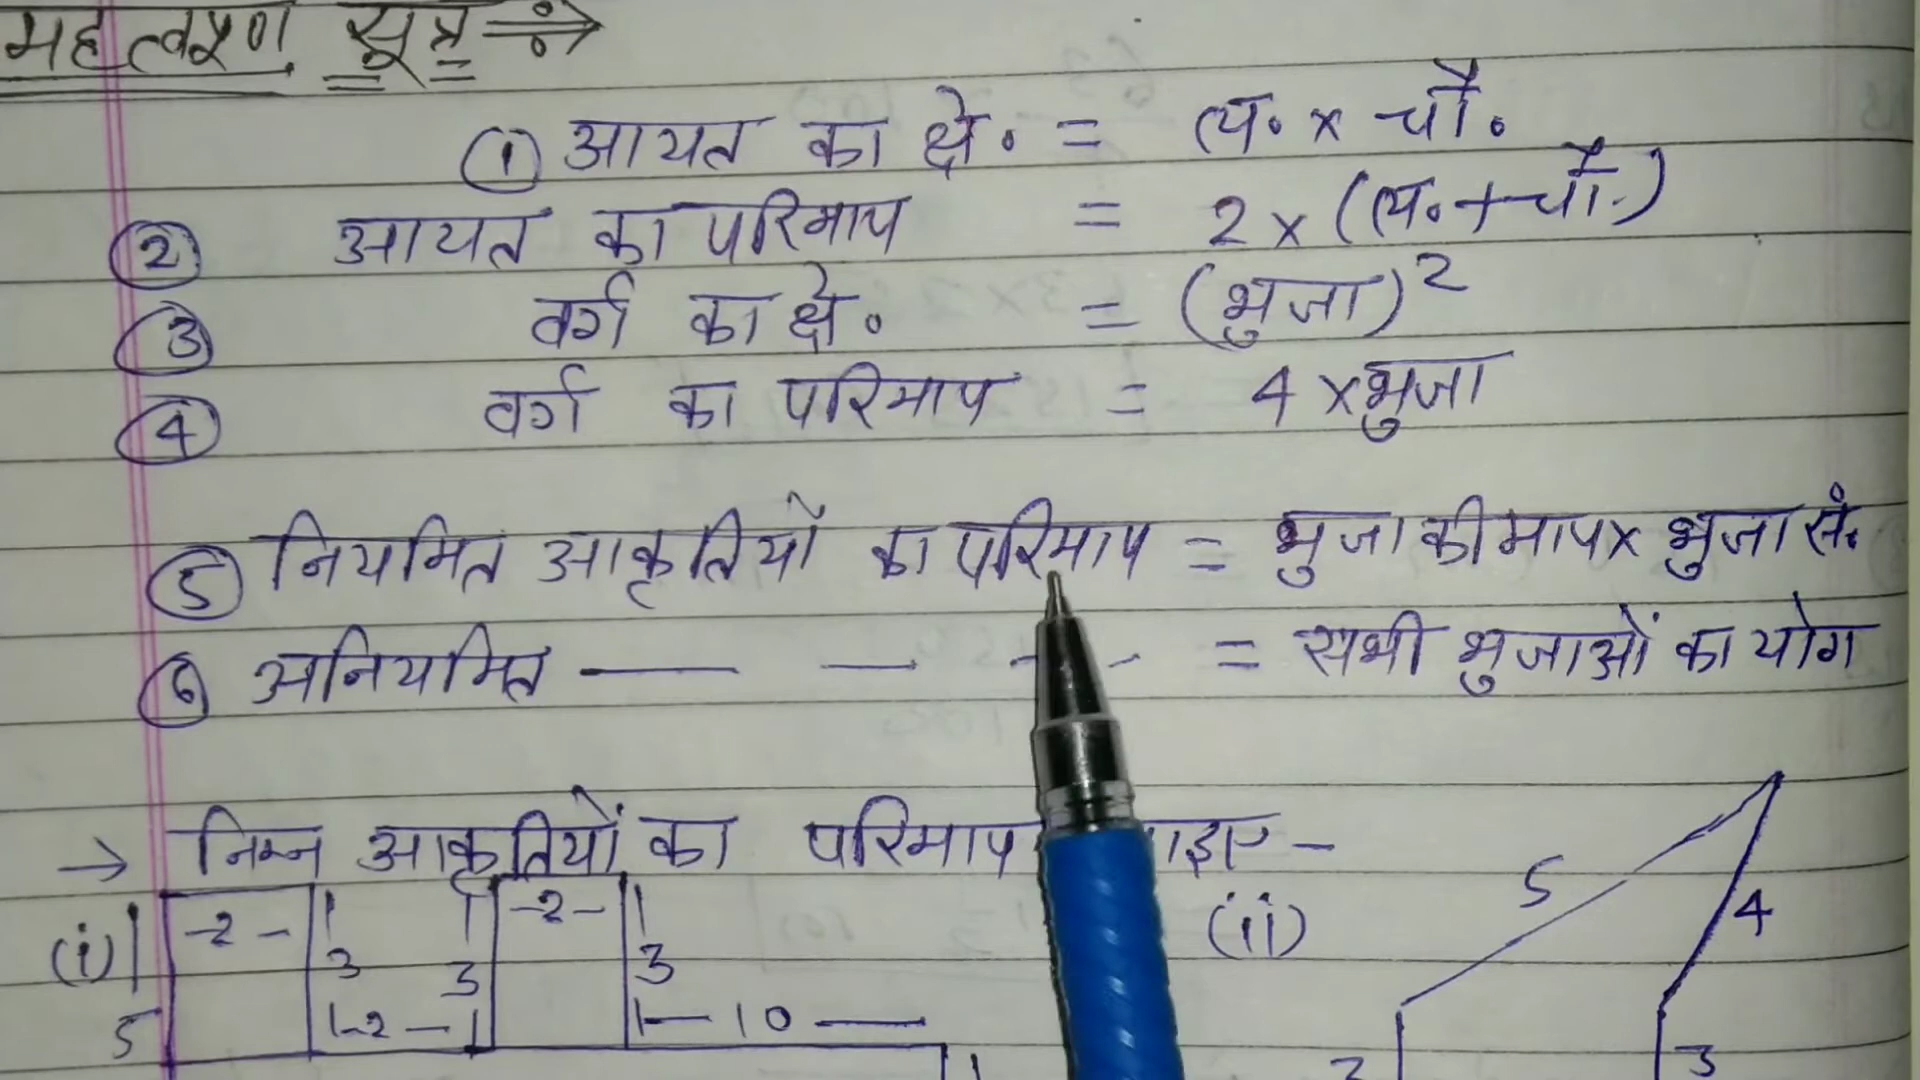 महत्वपूर्ण सूत्र ÷→
① आयत का क्षे. = ल. × चौ.
② आयत का परिमाप = 2 × (ल. + चौ.)
③ वर्ग का क्षे. = (भुजा)²
④ वर्ग का परिमाप = 4 × भुजा
⑤ नियमित आकृतियों का परिमाप = भुजा की माप × भुजा सं.
⑥ अनियमित — — — - = सभी भुजाओं का योग
→ निम्न आकृतियों का परिमाप -
(i) 5 -2- 3 -2- 3 -2- 3 — 10 —
(ii) 5 4 3